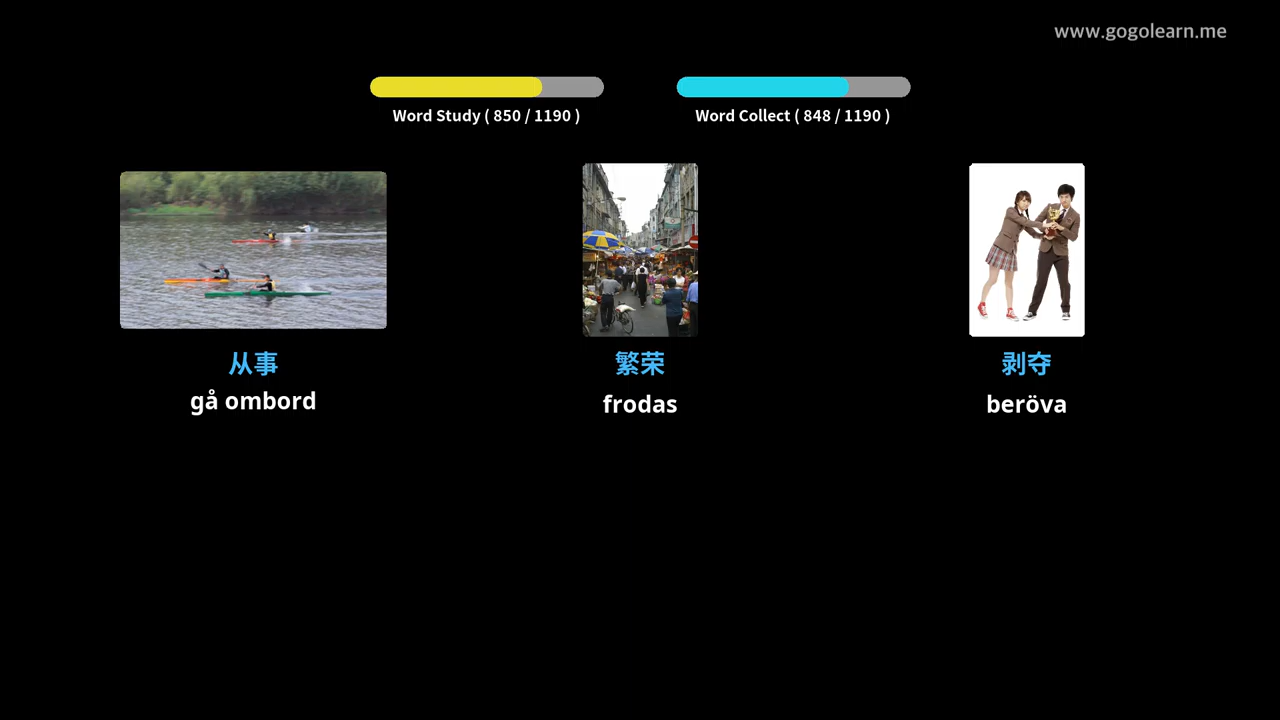 www.gogolearn.me
Word Study ( 850 / 1190 )
Word Collect ( 848 / 1190 )
从事
gå ombord
繁荣
frodas
剥夺
beröva